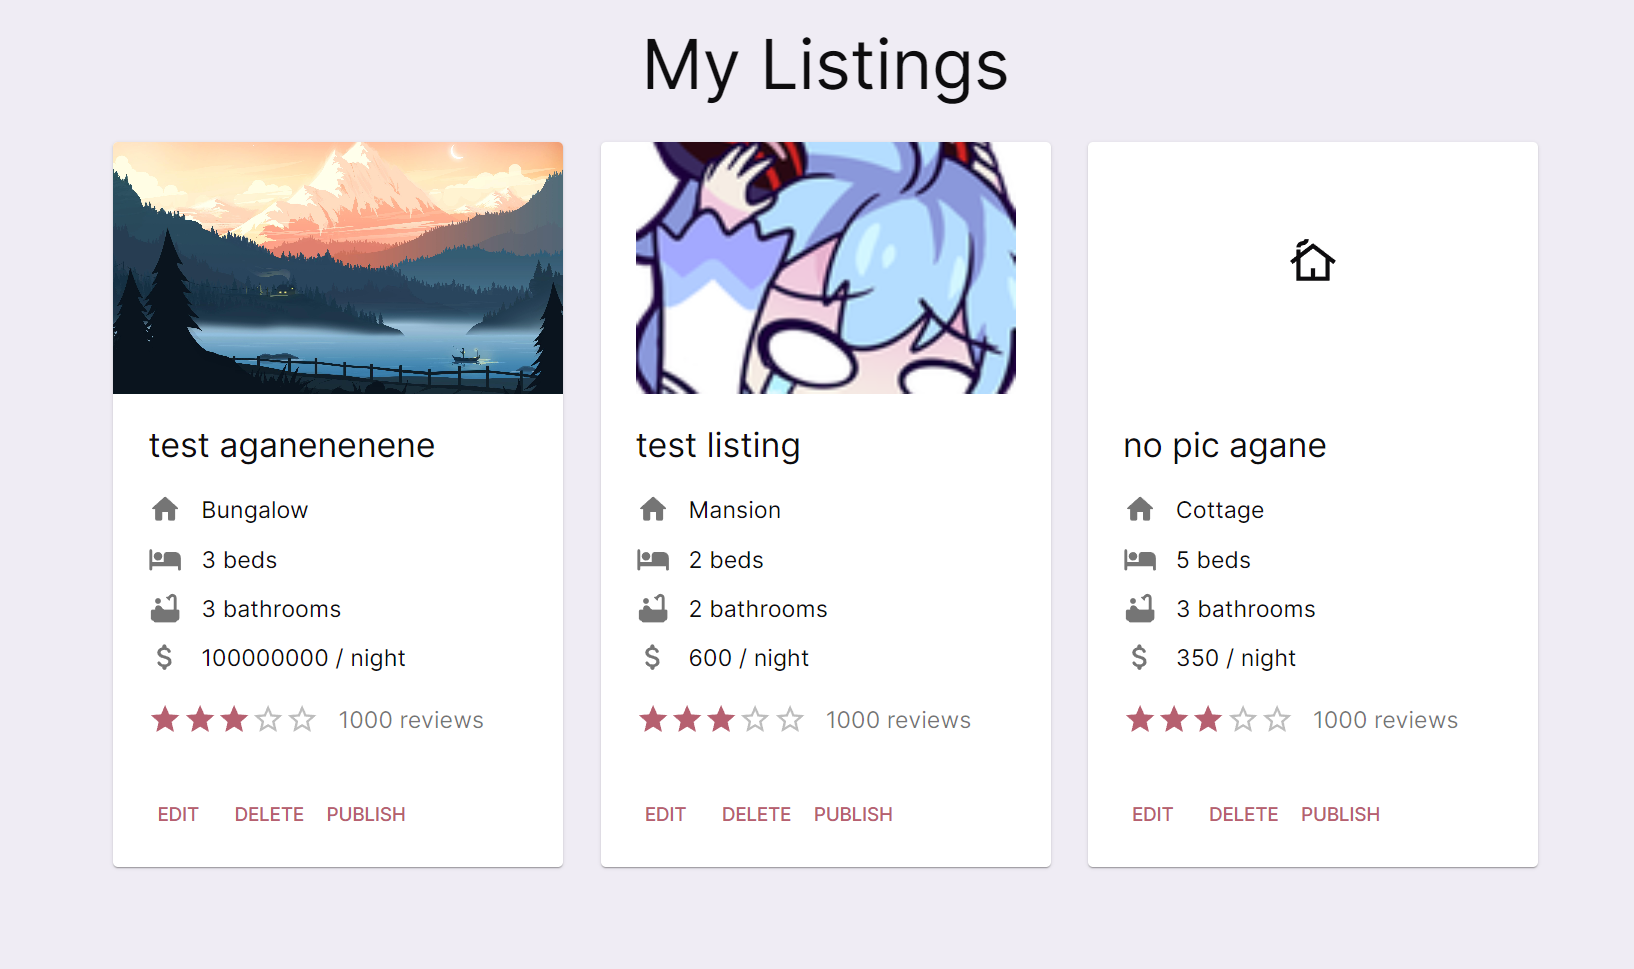 My Listings
test aganenenene
Bungalow
3 beds
3 bathrooms
$ 100000000 / night
1000 reviews
EDIT DELETE PUBLISH
test listing
Mansion
2 beds
2 bathrooms
$ 600 / night
1000 reviews
EDIT DELETE PUBLISH
no pic agane
Cottage
5 beds
3 bathrooms
$ 350 / night
1000 reviews
EDIT DELETE PUBLISH